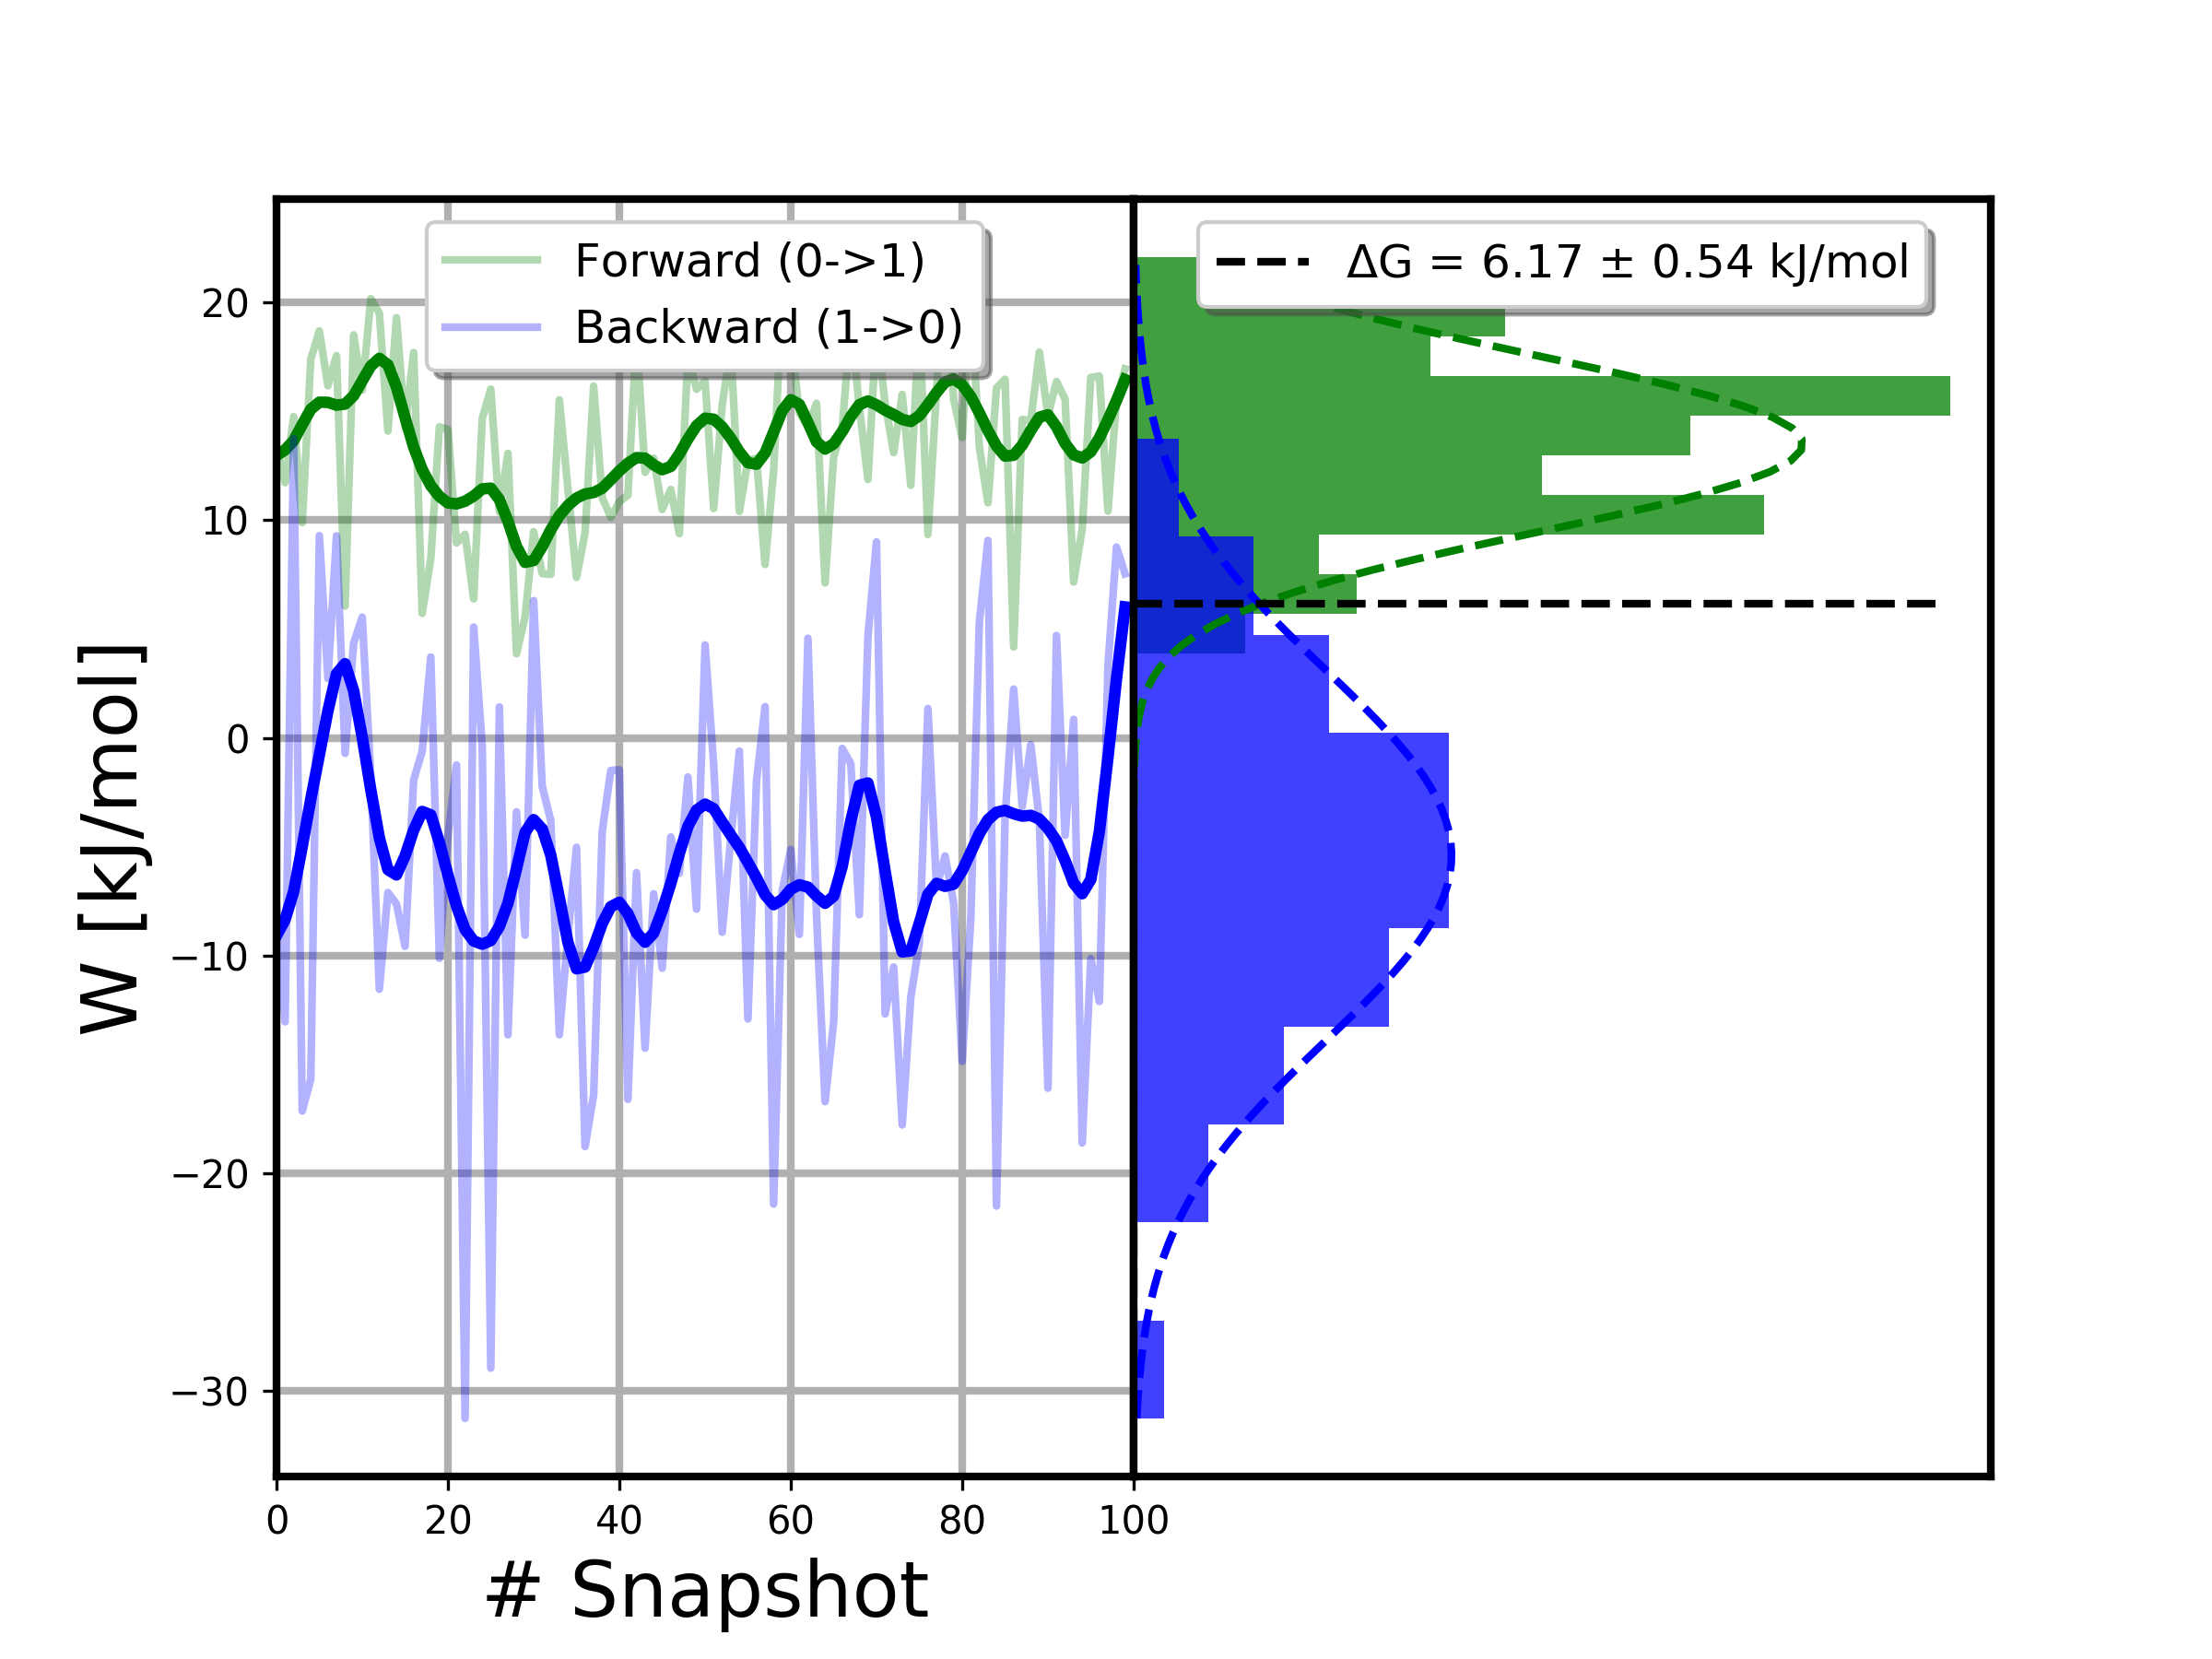 Forward (0->1)
Backward (1->0)
ΔG = 6.17 ± 0.54 kJ/mol
W [kJ/mol]
20
10
0
−10
−20
−30
0 20 40 60 80 100
# Snapshot